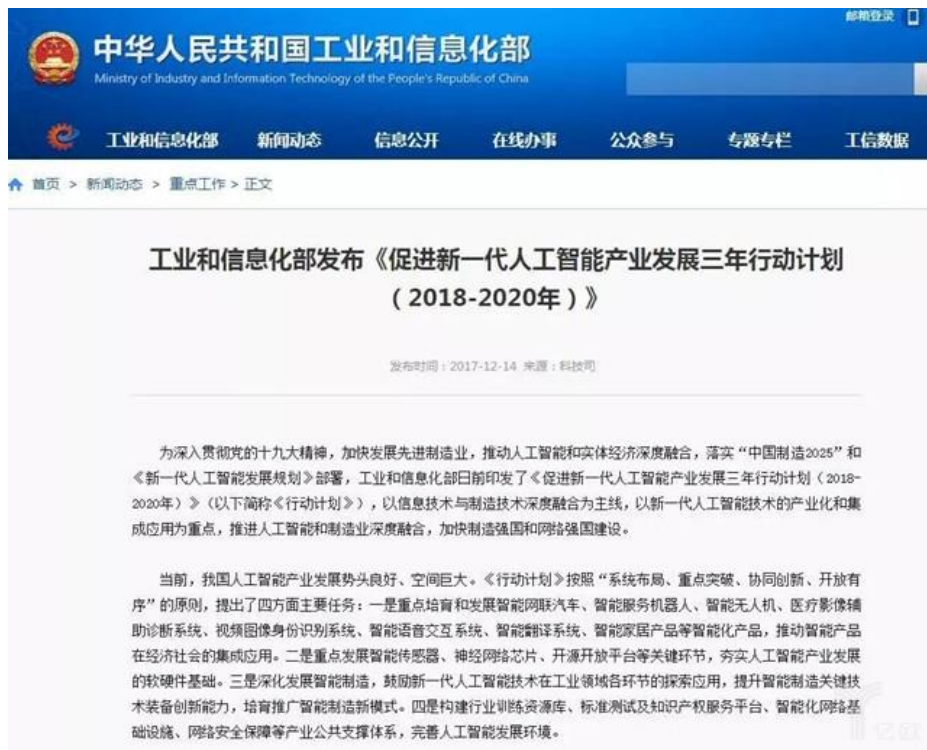 邮箱登录
中华人民共和国工业和信息化部
Ministry of Industry and Information Technology of the People's Republic of China
工业和信息化部 新闻动态 信息公开 在线办事 公众参与 专题专栏 工信数据
首页 > 新闻动态 > 重点工作 > 正文
工业和信息化部发布《促进新一代人工智能产业发展三年行动计划
（2018-2020年）》
发布时间：2017-12-14 来源：科技司
为深入贯彻党的十九大精神，加快发展先进制造业，推动人工智能和实体经济深度融合，落实“中国制造2025”和
《新一代人工智能发展规划》部署，工业和信息化部日前印发了《促进新一代人工智能产业发展三年行动计划（2018-
2020年）》（以下简称《行动计划》），以信息技术与制造技术深度融合为主线，以新一代人工智能技术的产业化和集
成应用为重点，推进人工智能和制造业深度融合，加快制造强国和网络强国建设。
当前，我国人工智能产业发展势头良好、空间巨大。《行动计划》按照“系统布局、重点突破、协同创新、开放有
序”的原则，提出了四方面主要任务：一是重点培育和发展智能网联汽车、智能服务机器人、智能无人机、医疗影像辅
助诊断系统、视频图像身份识别系统、智能语音交互系统、智能翻译系统、智能家居产品等智能化产品，推动智能产品
在经济社会的集成应用。二是重点发展智能传感器、神经网络芯片、开源开放平台等关键环节，夯实人工智能产业发展
的软硬件基础。三是深化发展智能制造，鼓励新一代人工智能技术在工业领域各环节的探索应用，提升智能制造关键技
术装备创新能力，培育推广智能制造新模式。四是构建行业训练资源库、标准测试及知识产权服务平台、智能化网络基
础设施、网络安全保障等产业公共支撑体系，完善人工智能发展环境。
亿欧